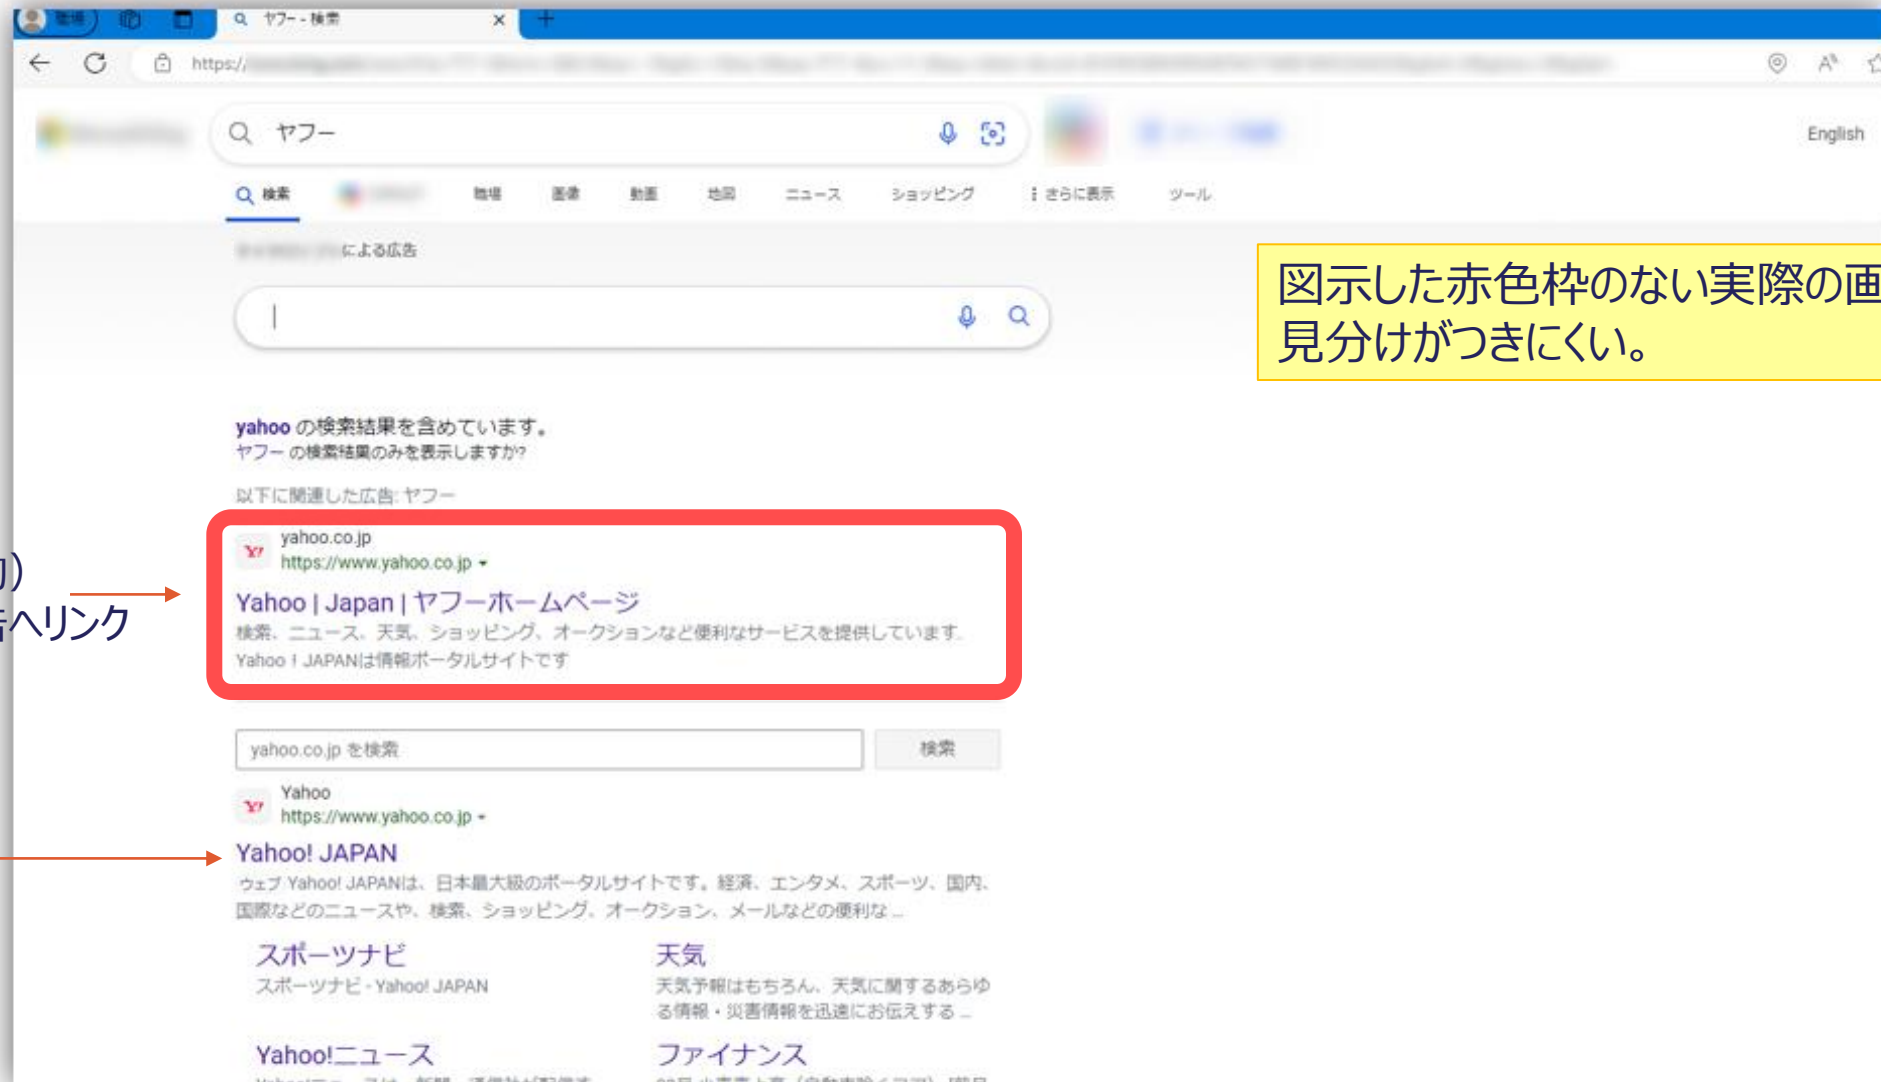 職場
ヤフー - 検索
https://
ヤフー
English
検索
職場 画像 動画 地図 ニュース ショッピング さらに表示 ツール
による広告
図示した赤色枠のない実際の画
見分けがつきにくい。
yahoo の検索結果を含めています。
ヤフー の検索結果のみを表示しますか?
以下に関連した広告: ヤフー
yahoo.co.jp
https://www.yahoo.co.jp
Yahoo | Japan | ヤフーホームページ
検索、ニュース、天気、ショッピング、オークションなど便利なサービスを提供しています.
Yahoo ! JAPANは情報ポータルサイトです
へリンク
yahoo.co.jp を検索
検索
Yahoo
https://www.yahoo.co.jp
Yahoo! JAPAN
ウェブ Yahoo! JAPANは、日本最大級のポータルサイトです。経済、エンタメ、スポーツ、国内、
国際などのニュースや、検索、ショッピング、オークション、メールなどの便利な ...
スポーツナビ
スポーツナビ - Yahoo! JAPAN
天気
天気予報はもちろん、天気に関するあらゆ
る情報・災害情報を迅速にお伝えする ...
Yahoo!ニュース
ファイナンス